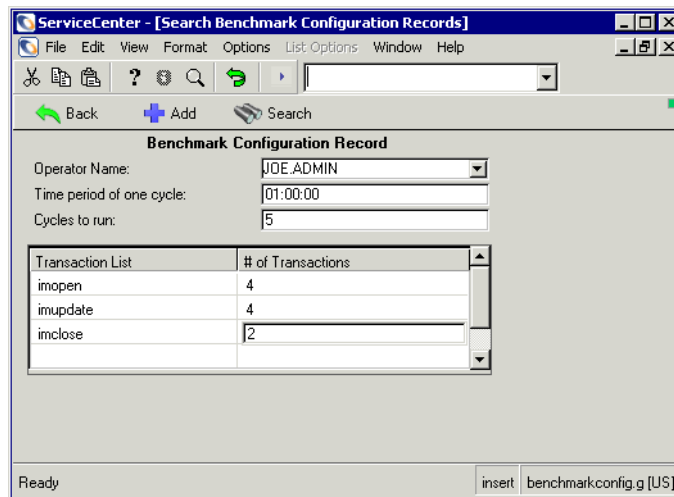 ServiceCenter - [Search Benchmark Configuration Records]
File Edit View Format Options List Options Window Help
Back Add Search
Benchmark Configuration Record
Operator Name: JOE.ADMIN
Time period of one cycle: 01:00:00
Cycles to run: 5
Transaction List # of Transactions
imopen 4
imupdate 4
imclose 2
Ready insert benchmark.config.g [US]